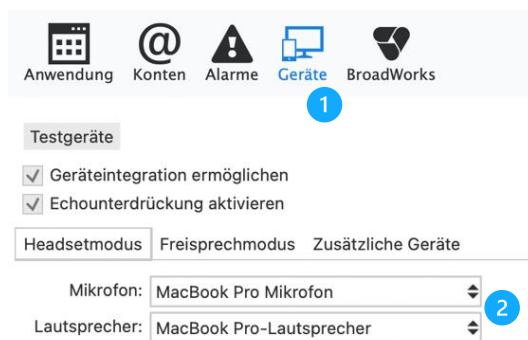 Anwendung Konten Alarme Geräte BroadWorks
1
Testgeräte
Geräteintegration ermöglichen
Echounterdrückung aktivieren
Headsetmodus Freisprechmodus Zusätzliche Geräte
Mikrofon: MacBook Pro Mikrofon
2
Lautsprecher: MacBook Pro-Lautsprecher